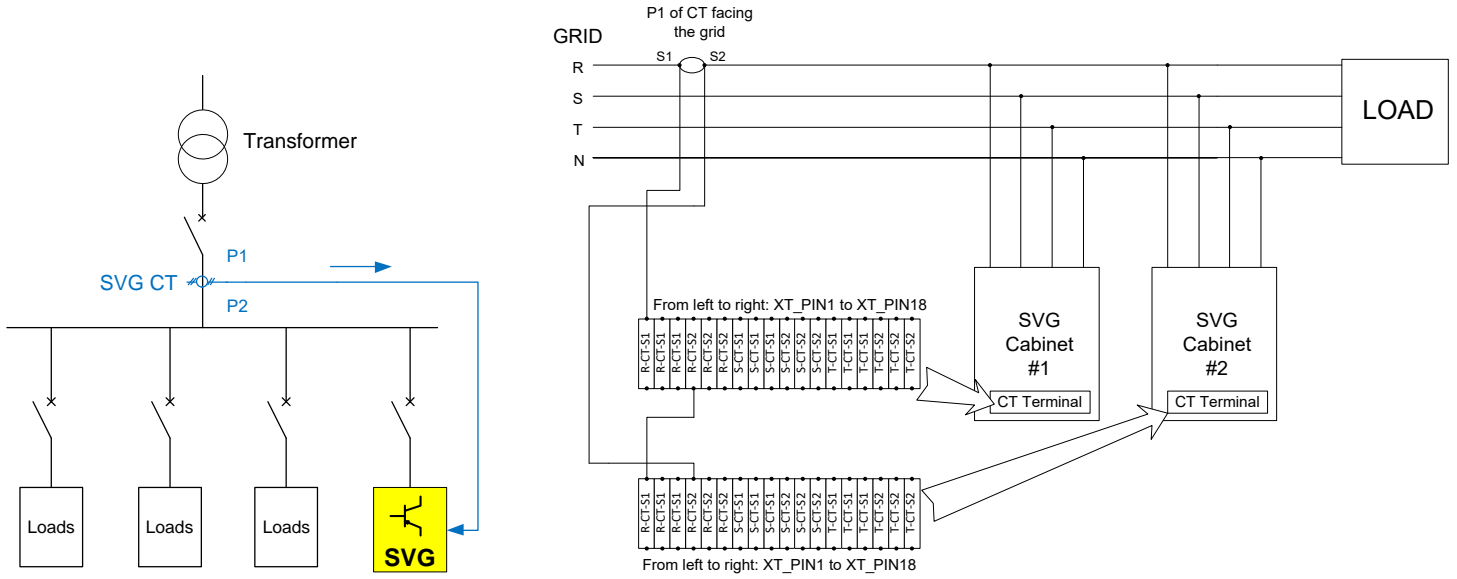 Transformer
P1
SVG CT
P2
Loads
Loads
Loads
SVG
P1 of CT facing
the grid
GRID
S1
S2
R
S
T
N
LOAD
From left to right: XT_PIN1 to XT_PIN18
R-CT-S1
R-CT-S1
R-CT-S1
R-CT-S2
R-CT-S2
R-CT-S2
S-CT-S1
S-CT-S1
S-CT-S1
S-CT-S2
S-CT-S2
S-CT-S2
T-CT-S1
T-CT-S1
T-CT-S1
T-CT-S2
T-CT-S2
T-CT-S2
SVG
Cabinet
#1
CT Terminal
SVG
Cabinet
#2
CT Terminal
R-CT-S1
R-CT-S1
R-CT-S1
R-CT-S2
R-CT-S2
R-CT-S2
S-CT-S1
S-CT-S1
S-CT-S1
S-CT-S2
S-CT-S2
S-CT-S2
T-CT-S1
T-CT-S1
T-CT-S1
T-CT-S2
T-CT-S2
T-CT-S2
From left to right: XT_PIN1 to XT_PIN18